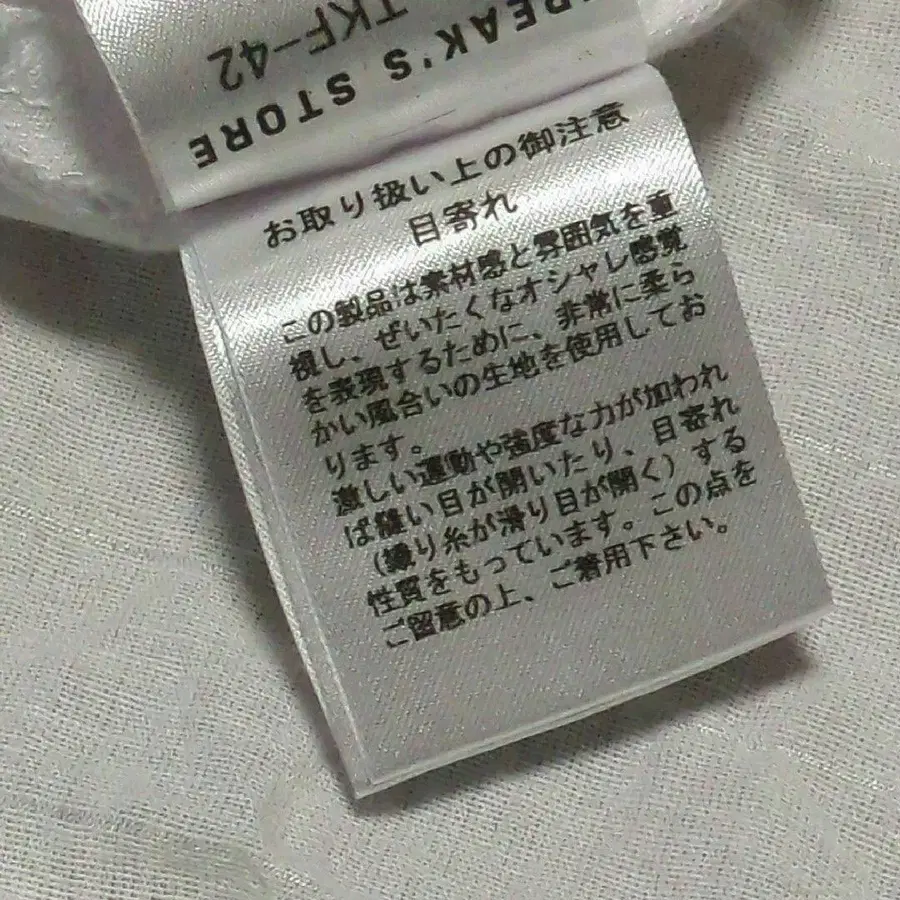 FREAK'S STORE
TKF-42
お取り扱い上の御注意
目寄れ
この製品は素材感と雰囲気を重
視し、ぜいたくなオシャレ感覚
を表現するために、非常に柔ら
かい風合いの生地を使用してお
ります。
激しい運動や強度な力が加われ
ば縫い目が開いたり、目寄れ
（織り糸が滑り目が開く）する
性質をもっています。この点を
ご留意の上、ご着用下さい。